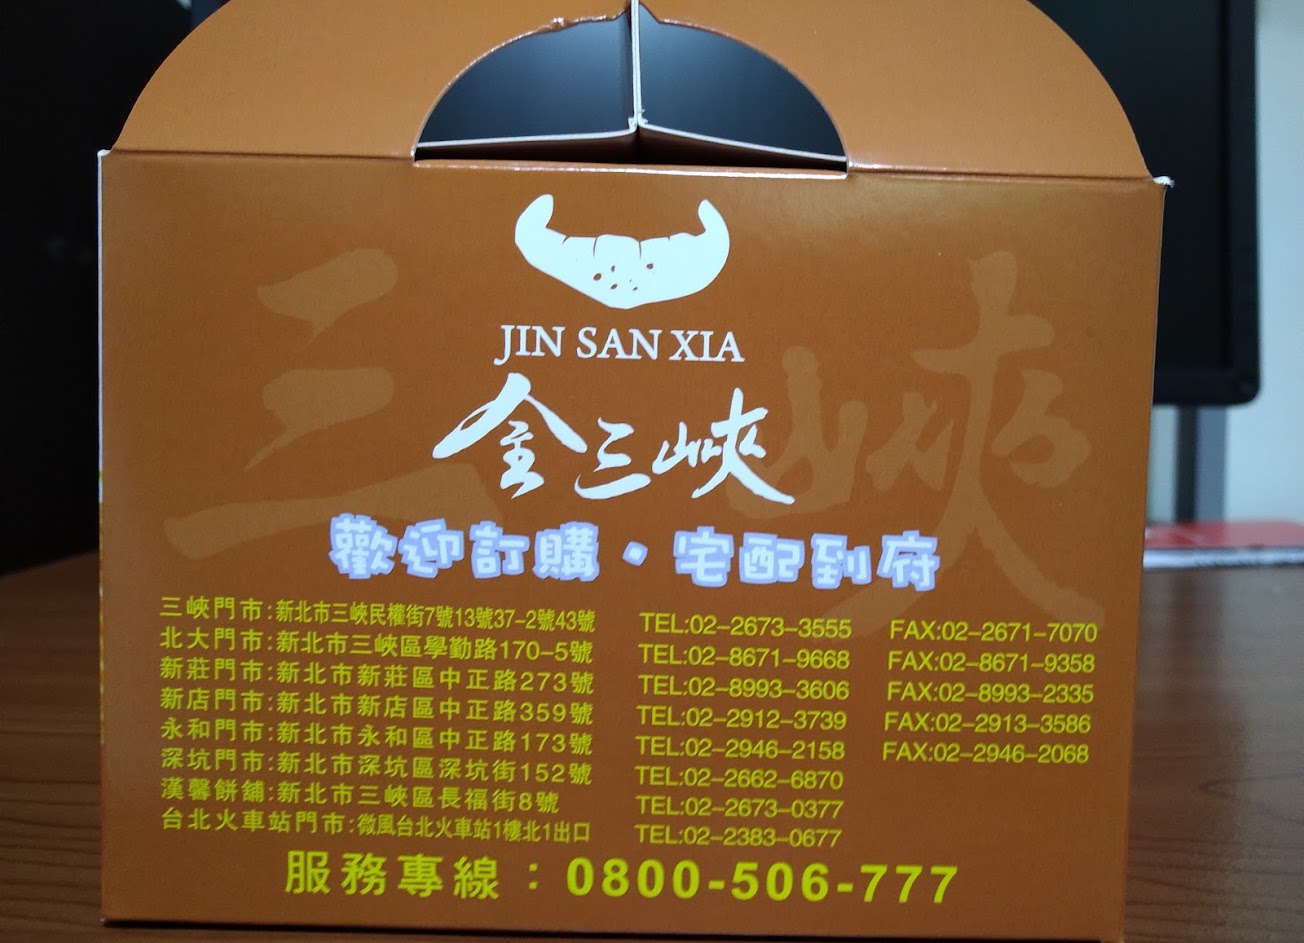 JIN SAN XIA
金三峽
三峽
歡迎訂購・宅配到府
三峽門市:新北市三峽民權街7號13號37-2號43號 TEL:02-2673-3555 FAX:02-2671-7070
北大門市:新北市三峽區學勤路170-5號 TEL:02-8671-9668 FAX:02-8671-9358
新莊門市:新北市新莊區中正路273號 TEL:02-8993-3606 FAX:02-8993-2335
新店門市:新北市新店區中正路359號 TEL:02-2912-3739 FAX:02-2913-3586
永和門市:新北市永和區中正路173號 TEL:02-2946-2158 FAX:02-2946-2068
深坑門市:新北市深坑區深坑街152號 TEL:02-2662-6870
漢馨餅舖:新北市三峽區長福街8號 TEL:02-2673-0377
台北火車站門市:微風台北火車站1樓北1出口 TEL:02-2383-0677
服務專線：0800-506-777